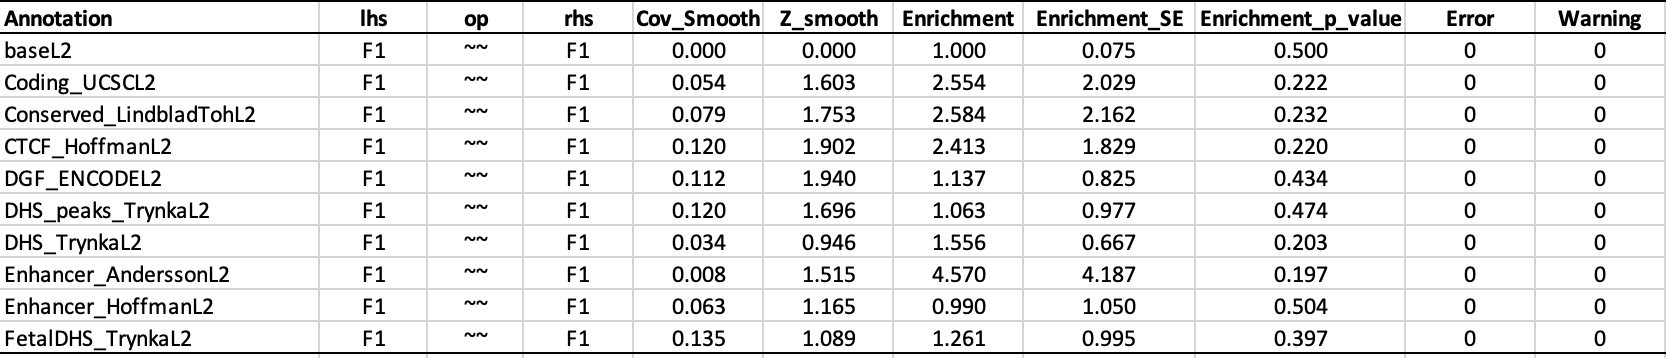 Annotation lhs op rhs Cov_Smooth Z_smooth Enrichment Enrichment_SE Enrichment_p_value Error Warning
baseL2 F1 ~~ F1 0.000 0.000 1.000 0.075 0.500 0 0
Coding_UCSCL2 F1 ~~ F1 0.054 1.603 2.554 2.029 0.222 0 0
Conserved_LindbladTohL2 F1 ~~ F1 0.079 1.753 2.584 2.162 0.232 0 0
CTCF_HoffmanL2 F1 ~~ F1 0.120 1.902 2.413 1.829 0.220 0 0
DGF_ENCODEL2 F1 ~~ F1 0.112 1.940 1.137 0.825 0.434 0 0
DHS_peaks_TrynkaL2 F1 ~~ F1 0.120 1.696 1.063 0.977 0.474 0 0
DHS_TrynkaL2 F1 ~~ F1 0.034 0.946 1.556 0.667 0.203 0 0
Enhancer_AnderssonL2 F1 ~~ F1 0.008 1.515 4.570 4.187 0.197 0 0
Enhancer_HoffmanL2 F1 ~~ F1 0.063 1.165 0.990 1.050 0.504 0 0
FetalDHS_TrynkaL2 F1 ~~ F1 0.135 1.089 1.261 0.995 0.397 0 0